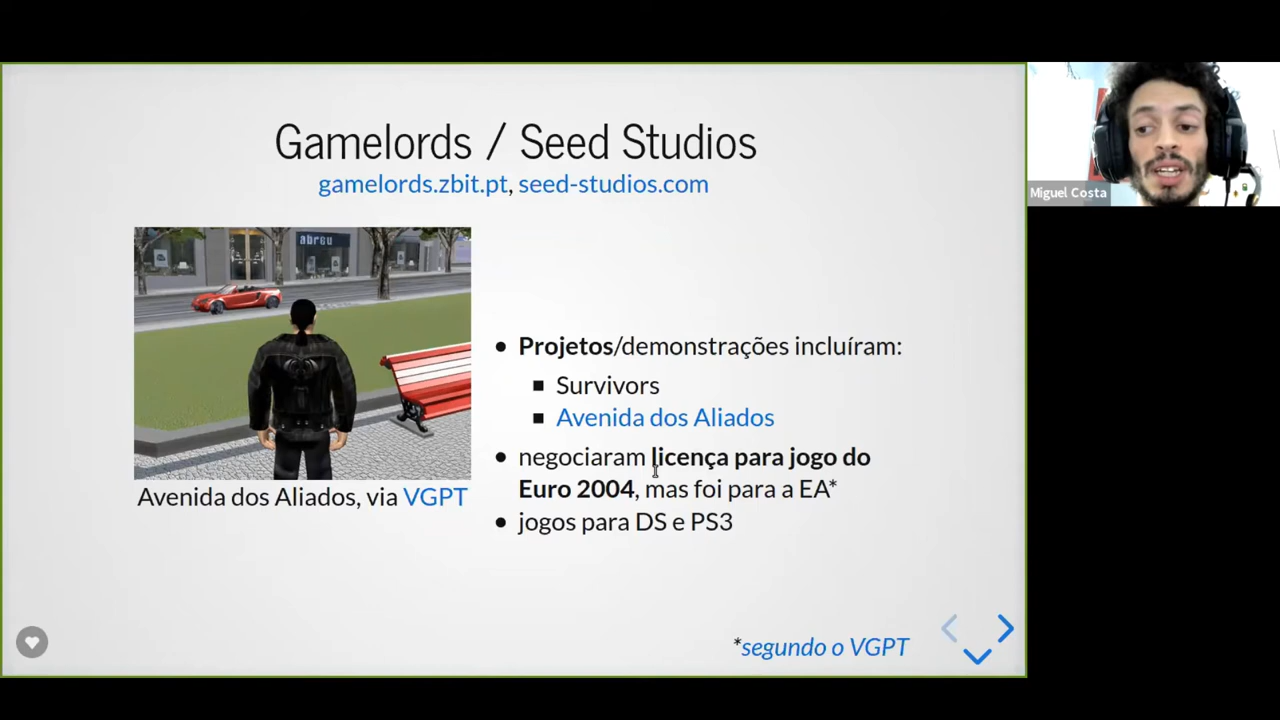 Gamelords / Seed Studios
gamelords.zbit.pt, seed-studios.com
abreu
Avenida dos Aliados, via VGPT
• Projetos/demonstrações incluíram:
▪ Survivors
▪ Avenida dos Aliados
• negociaram licença para jogo do
Euro 2004, mas foi para a EA*
• jogos para DS e PS3
*segundo o VGPT
Miguel Costa